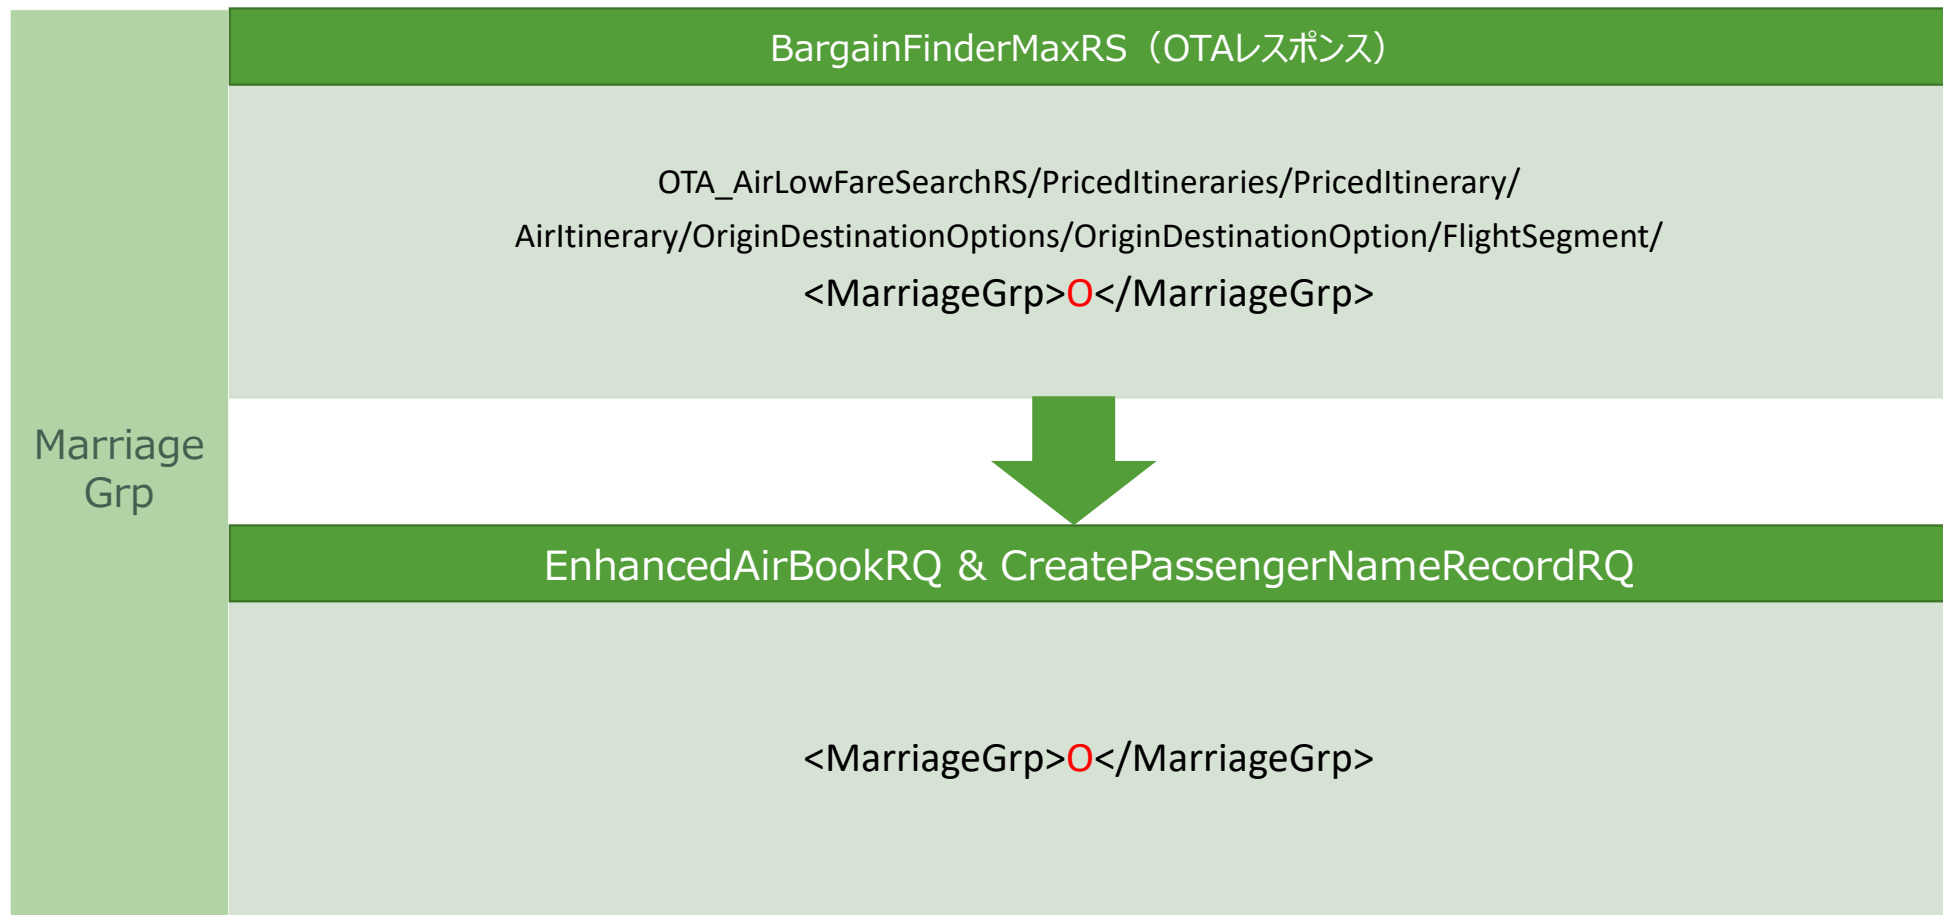 Marriage
Grp
BargainFinderMaxRS（OTAレスポンス）
OTA_AirLowFareSearchRS/PricedItineraries/PricedItinerary/
AirItinerary/OriginDestinationOptions/OriginDestinationOption/FlightSegment/
<MarriageGrp>O</MarriageGrp>
EnhancedAirBookRQ & CreatePassengerNameRecordRQ
<MarriageGrp>O</MarriageGrp>